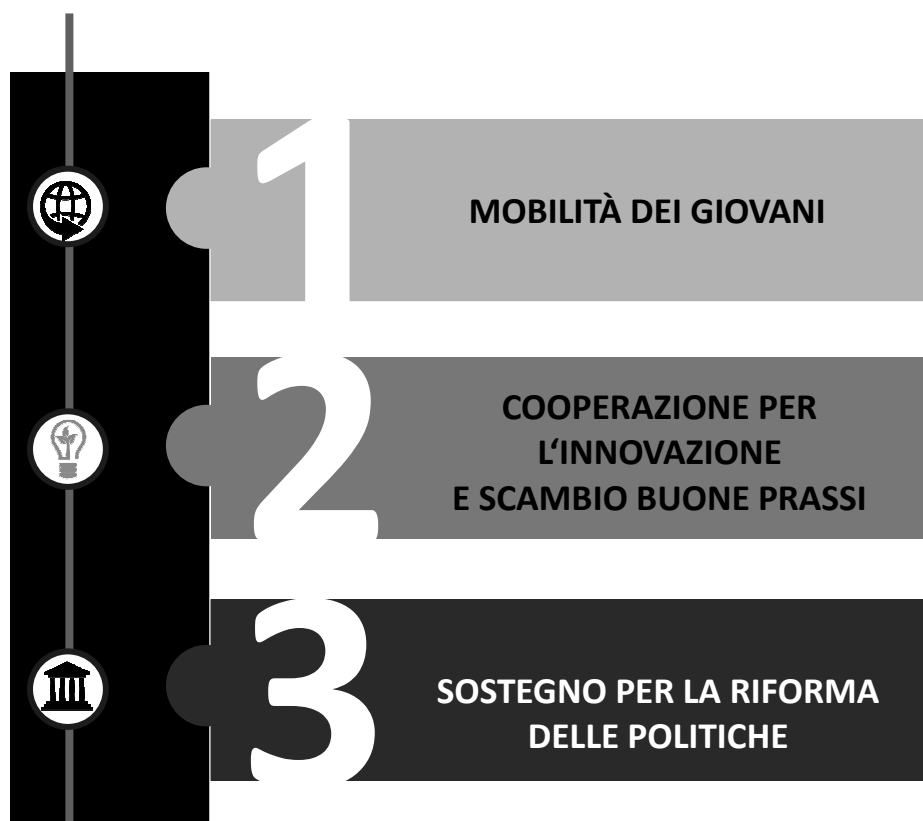 1
MOBILITÀ DEI GIOVANI
2
COOPERAZIONE PER
L‘INNOVAZIONE
E SCAMBIO BUONE PRASSI
3
SOSTEGNO PER LA RIFORMA
DELLE POLITICHE